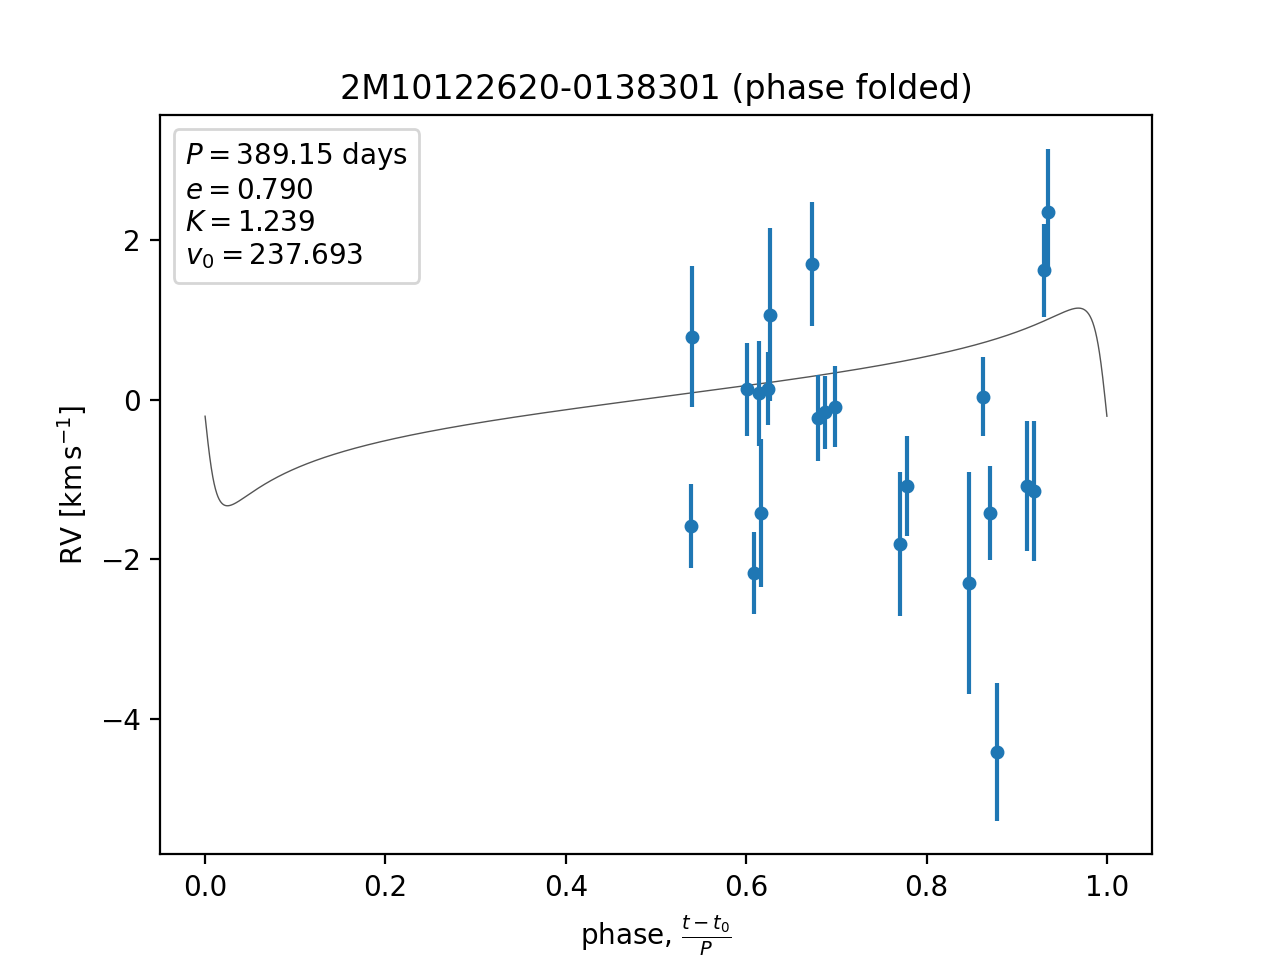 2M10122620-0138301 (phase folded)
P = 389.15 days
e = 0.790
K = 1.239
v₀ = 237.693
2
0
−2
−4
RV [km s⁻¹]
0.0 0.2 0.4 0.6 0.8 1.0
phase, (t − t₀)/P